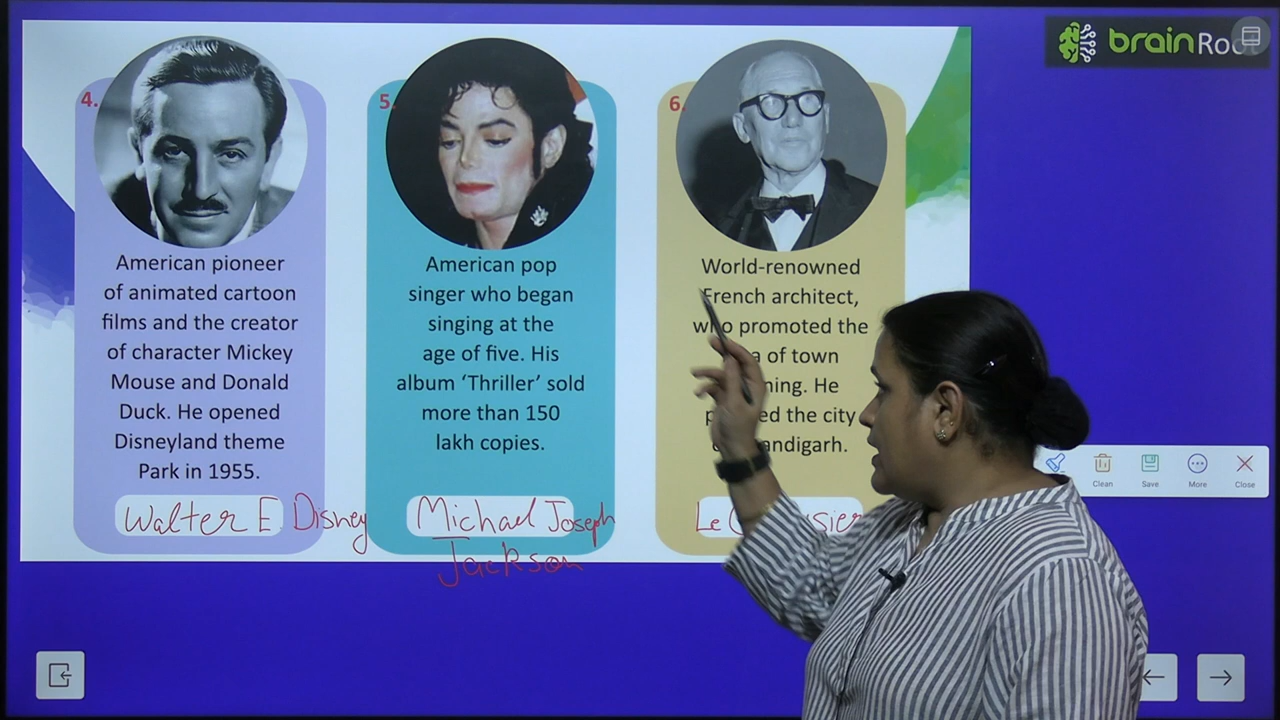 brainRoo
4.
American pioneer
of animated cartoon
films and the creator
of character Mickey
Mouse and Donald
Duck. He opened
Disneyland theme
Park in 1955.
Walter E. Disney
5.
American pop
singer who began
singing at the
age of five. His
album ‘Thriller’ sold
more than 150
lakh copies.
Michael Joseph
Jackson
6.
World-renowned
French architect,
who promoted the
of town
He
the city
Le
Clean Save More Close